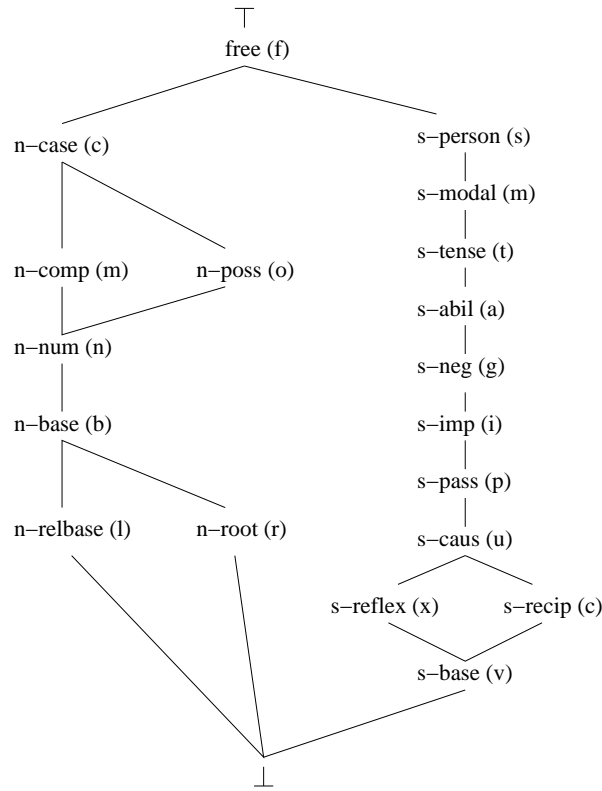 ⊤
free (f)
n−case (c)
s−person (s)
s−modal (m)
n−comp (m) n−poss (o)
s−tense (t)
s−abil (a)
n−num (n)
s−neg (g)
n−base (b)
s−imp (i)
s−pass (p)
n−relbase (l) n−root (r)
s−caus (u)
s−reflex (x) s−recip (c)
s−base (v)
⊥